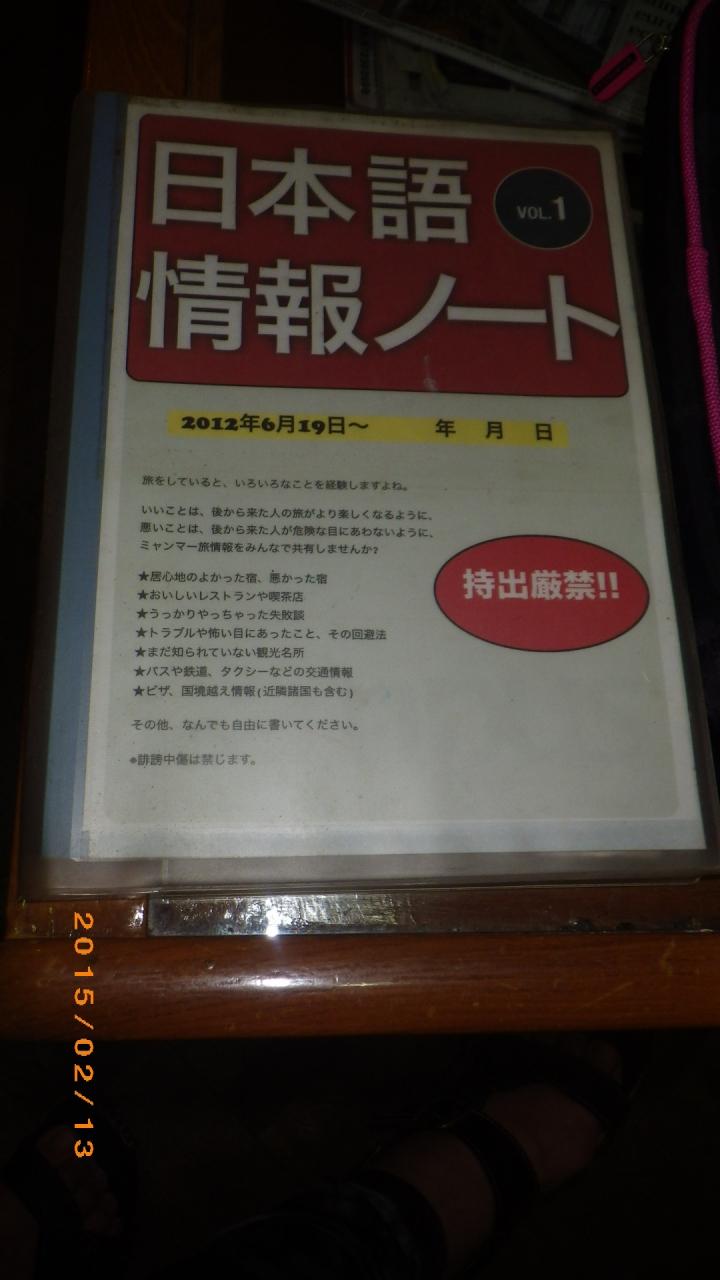 日本語
VOL.1
情報ノート
2012年6月19日～ 年 月 日
旅をしていると、いろいろなことを経験しますよね。
いいことは、後から来た人の旅がより楽しくなるように、
悪いことは、後から来た人が危険な目にあわないように、
ミャンマー旅情報をみんなで共有しませんか?
持出厳禁!!
★居心地のよかった宿、悪かった宿
★おいしいレストランや喫茶店
★うっかりやっちゃった失敗談
★トラブルや怖い目にあったこと、その回避法
★まだ知られていない観光名所
★バスや鉄道、タクシーなどの交通情報
★ビザ、国境越え情報(近隣諸国も含む)
その他、なんでも自由に書いてください。
※誹謗中傷は禁じます。
2015/02/13